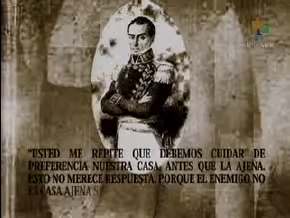 "USTED ME REPITE QUE DEBEMOS CUIDAR DE
PREFERENCIA NUESTRA CASA, ANTES QUE LA AJENA.
ESTO NO MERECE RESPUESTA, PORQUE EL ENEMIGO NO
ES CASA AJENA